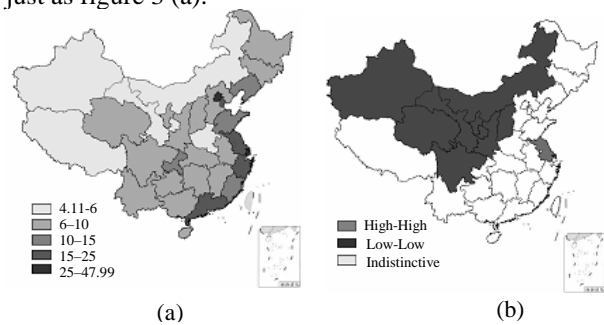 just as figure 3 (a).
4.11-6
6–10
10–15
15–25
25–47.99
High-High
Low-Low
Indistinctive
(a)
(b)